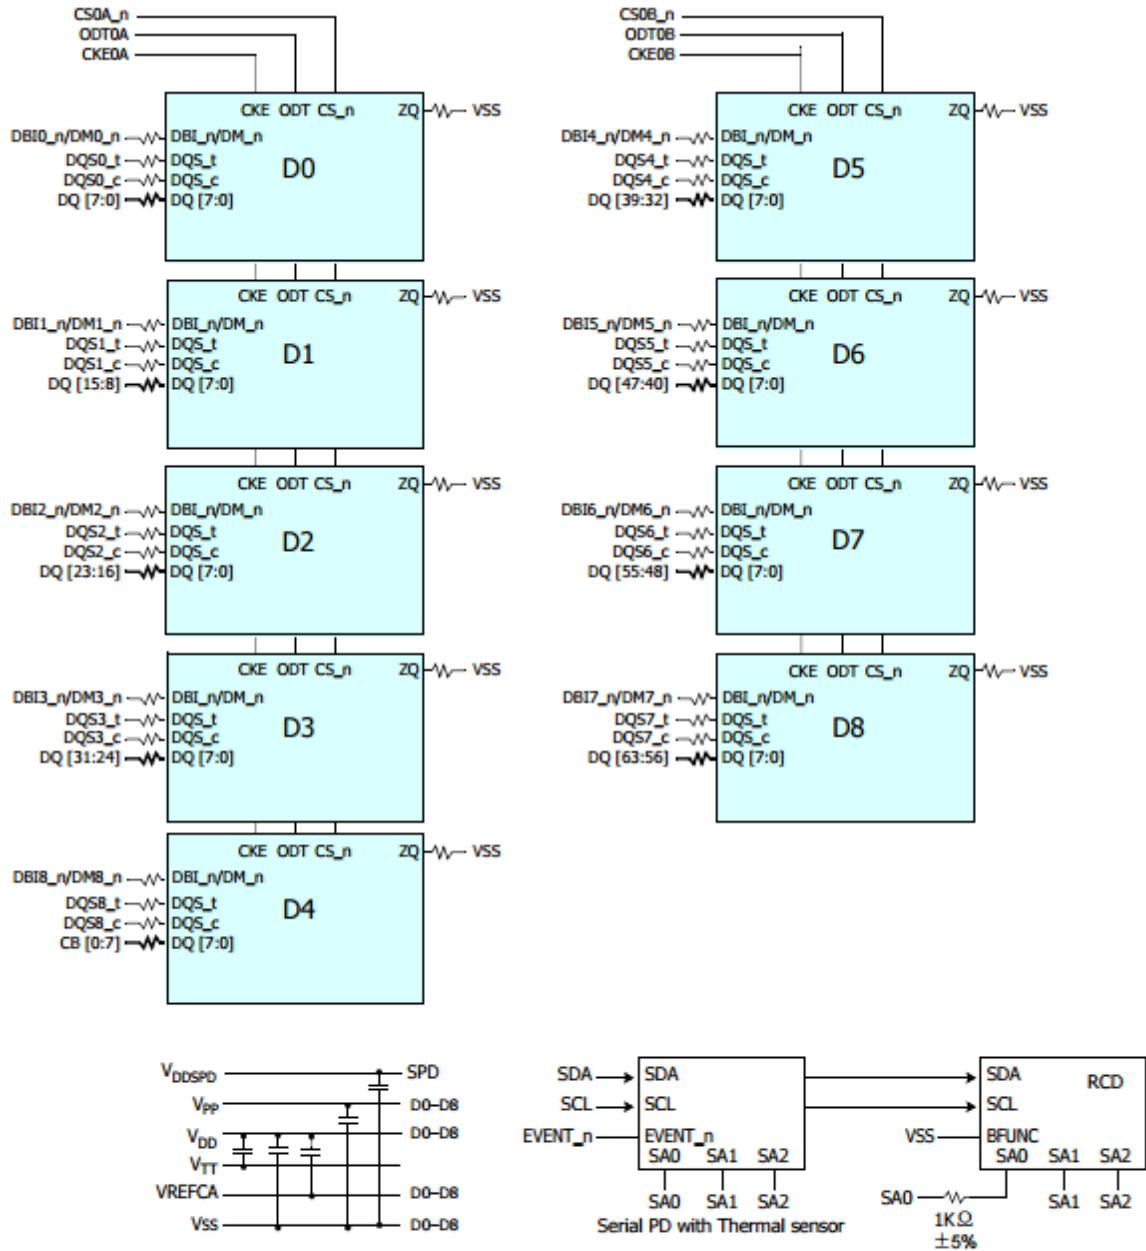 CS0A_n
ODT0A
CKE0A
CKE ODT CS_n ZQ VSS
DBI0_n/DM0_n DBI_n/DM_n
DQS0_t DQS_t
DQS0_c DQS_c
DQ [7:0] DQ [7:0]
D0
CKE ODT CS_n ZQ VSS
DBI1_n/DM1_n DBI_n/DM_n
DQS1_t DQS_t
DQS1_c DQS_c
DQ [15:8] DQ [7:0]
D1
CKE ODT CS_n ZQ VSS
DBI2_n/DM2_n DBI_n/DM_n
DQS2_t DQS_t
DQS2_c DQS_c
DQ [23:16] DQ [7:0]
D2
CKE ODT CS_n ZQ VSS
DBI3_n/DM3_n DBI_n/DM_n
DQS3_t DQS_t
DQS3_c DQS_c
DQ [31:24] DQ [7:0]
D3
CKE ODT CS_n ZQ VSS
DBI8_n/DM8_n DBI_n/DM_n
DQS8_t DQS_t
DQS8_c DQS_c
CB [0:7] DQ [7:0]
D4
CS0B_n
ODT0B
CKE0B
CKE ODT CS_n ZQ VSS
DBI4_n/DM4_n DBI_n/DM_n
DQS4_t DQS_t
DQS4_c DQS_c
DQ [39:32] DQ [7:0]
D5
CKE ODT CS_n ZQ VSS
DBI5_n/DM5_n DBI_n/DM_n
DQS5_t DQS_t
DQS5_c DQS_c
DQ [47:40] DQ [7:0]
D6
CKE ODT CS_n ZQ VSS
DBI6_n/DM6_n DBI_n/DM_n
DQS6_t DQS_t
DQS6_c DQS_c
DQ [55:48] DQ [7:0]
D7
CKE ODT CS_n ZQ VSS
DBI7_n/DM7_n DBI_n/DM_n
DQS7_t DQS_t
DQS7_c DQS_c
DQ [63:56] DQ [7:0]
D8
VDDSPD SPD
VPP D0–D8
VDD D0–D8
VTT
VREFCA D0–D8
VSS D0–D8
SDA SDA
SCL SCL
EVENT_n EVENT_n
SA0 SA1 SA2
SA0 SA1 SA2
Serial PD with Thermal sensor
SDA RCD
SCL
VSS BFUNC
SA0 SA1 SA2
SA0 SA1 SA2
1KΩ
±5%